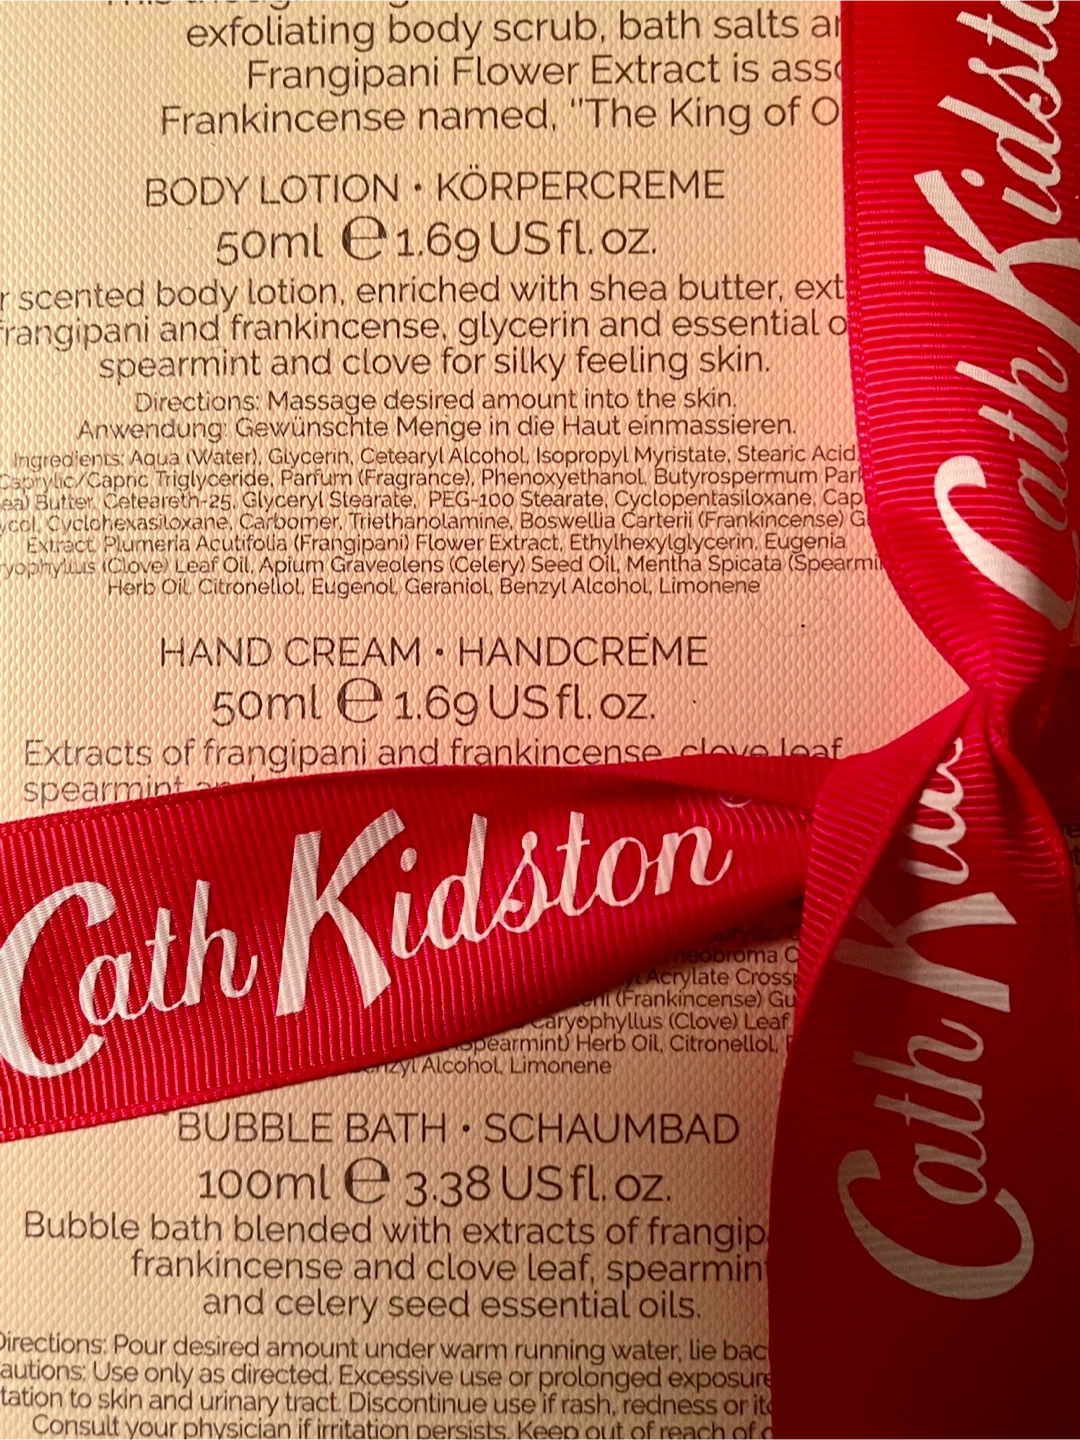 exfoliating body scrub, bath salts
Frangipani Flower Extract is
Frankincense named, "The King of
BODY LOTION • KÖRPERCREME
50ml ℮ 1.69 US fl. oz.
scented body lotion, enriched with shea butter,
frangipani and frankincense, glycerin and essential
spearmint and clove for silky feeling skin.
Directions: Massage desired amount into the skin.
Anwendung: Gewünschte Menge in die Haut einmassieren.
Ingredients: Aqua (Water), Glycerin, Cetearyl Alcohol, Isopropyl Myristate, Stearic Acid
Caprylic/Capric Triglyceride, Parfum (Fragrance), Phenoxyethanol, Butyrospermum
Butter, Ceteareth-25, Glyceryl Stearate, PEG-100 Stearate, Cyclopentasiloxane,
Cyclohexasiloxane, Carbomer, Triethanolamine, Boswellia Carterii (Frankincense)
Extract, Plumeria Acutifolia (Frangipani) Flower Extract, Ethylhexylglycerin, Eugenia
(Clove) Leaf Oil, Apium Graveolens (Celery) Seed Oil, Mentha Spicata
Herb Oil, Citronellol, Eugenol, Geraniol, Benzyl Alcohol, Limonene
HAND CREAM • HANDCREME
50ml ℮ 1.69 US fl. oz.
Extracts of frangipani and frankincense, clove leaf
spearmint
Acrylate
(Frankincense)
Caryophyllus (Clove) Leaf
Herb Oil, Citronellol,
Alcohol, Limonene
BUBBLE BATH • SCHAUMBAD
100ml ℮ 3.38 US fl. oz.
Bubble bath blended with extracts of
frankincense and clove leaf,
and celery seed essential oils.
Directions: Pour desired amount under warm running water, lie
Use only as directed. Excessive use or prolonged exposure
to skin and urinary tract. Discontinue use if rash, redness or
Consult your physician if irritation persists. Keep out of reach of
Cath Kidston
Cath Kidston
Cath